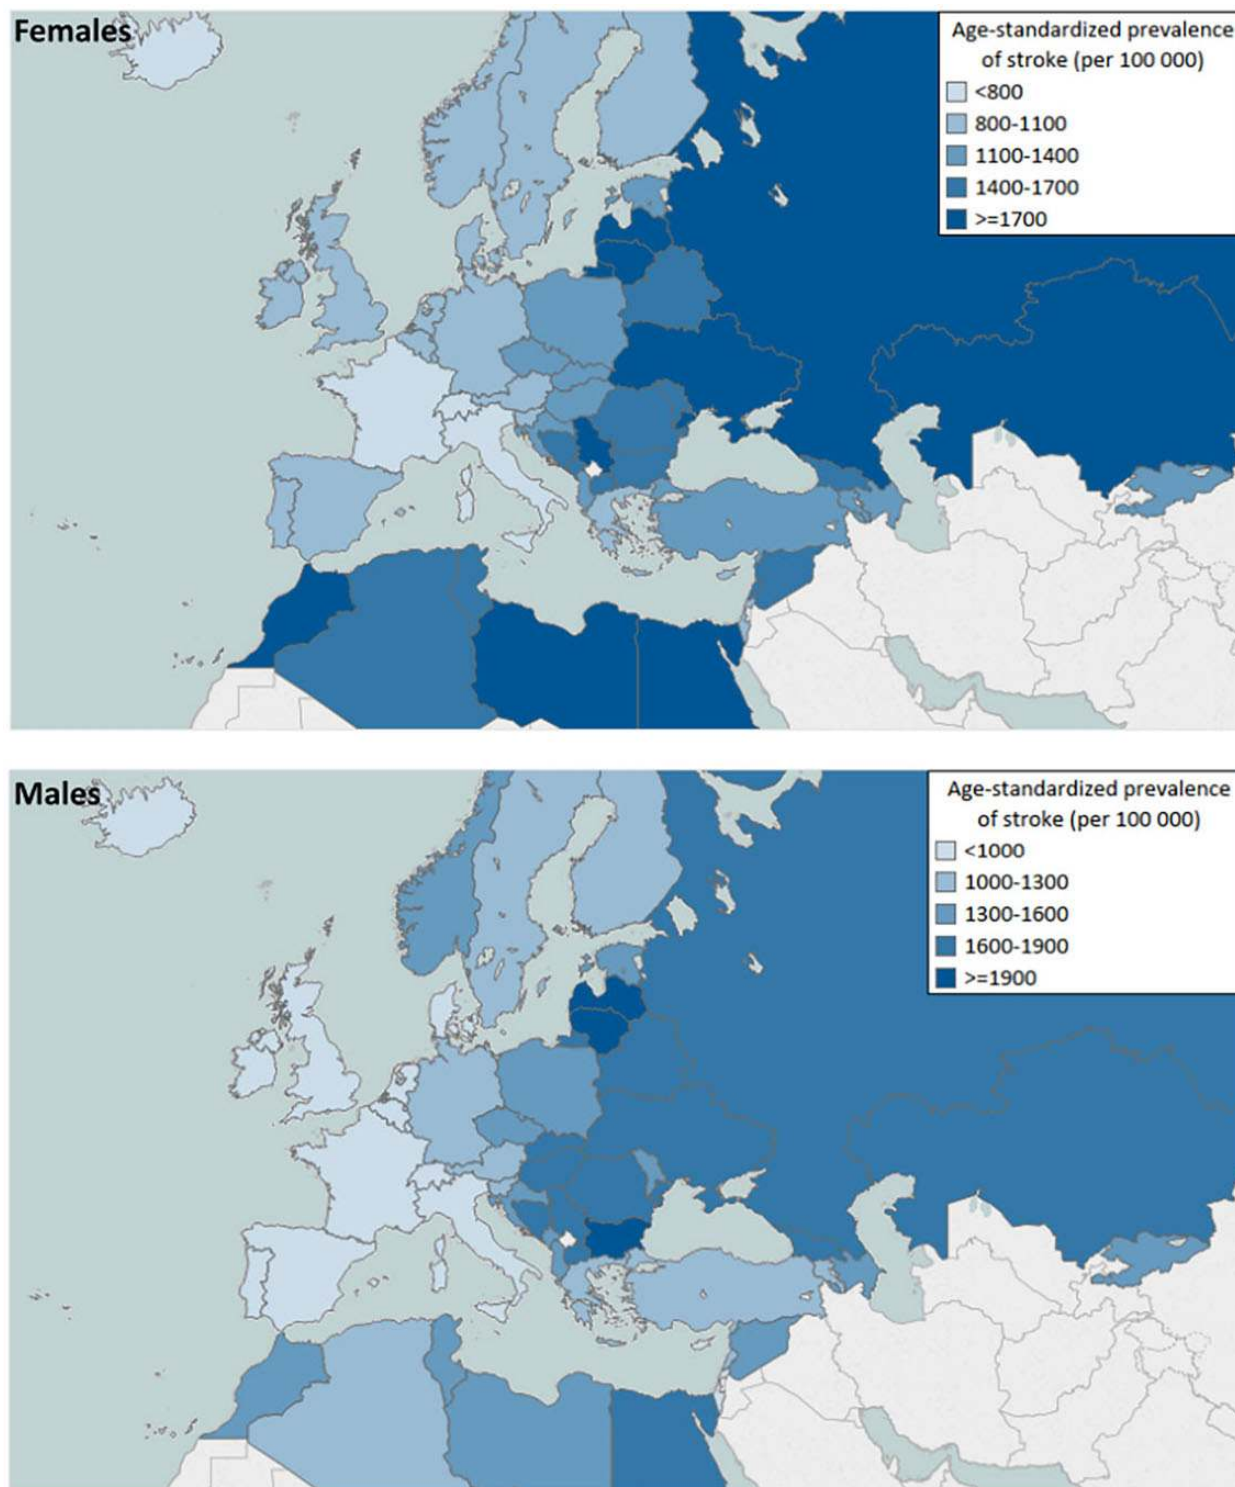 Females
Age-standardized prevalence
of stroke (per 100 000)
<800
800-1100
1100-1400
1400-1700
>=1700
Males
Age-standardized prevalence
of stroke (per 100 000)
<1000
1000-1300
1300-1600
1600-1900
>=1900